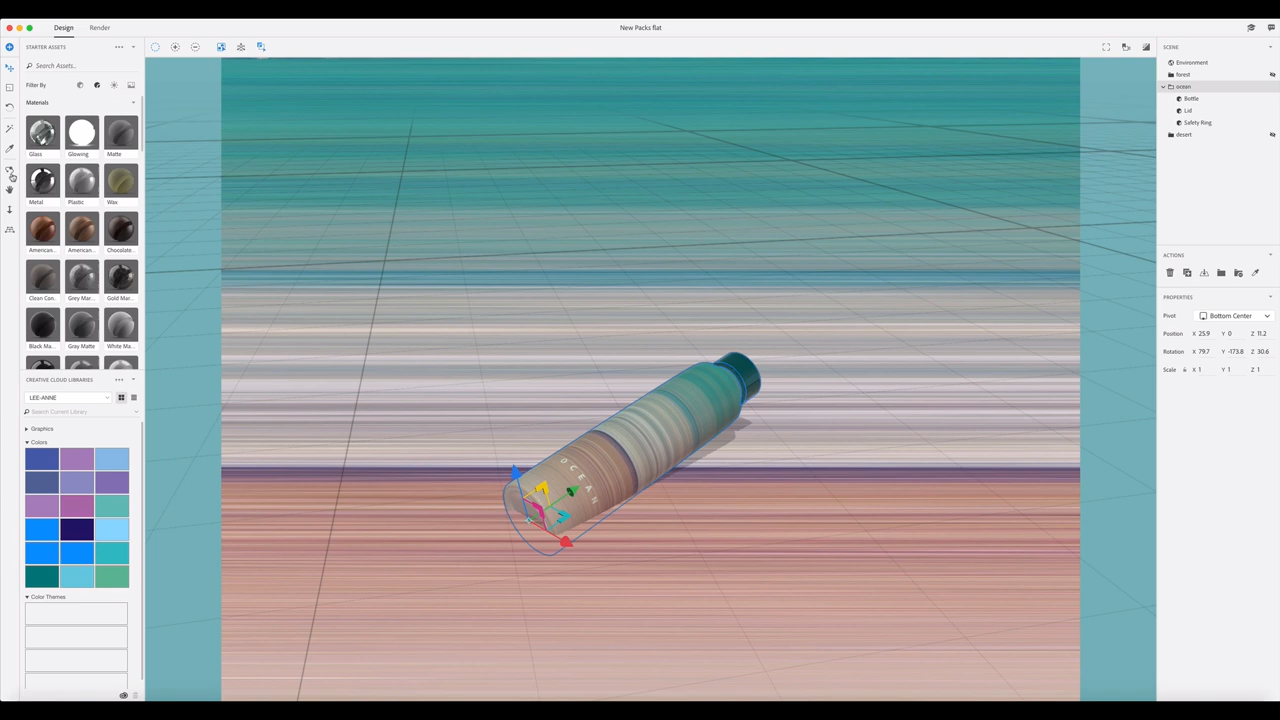 New Packs flat
Design Render
STARTER ASSETS
Search Assets..
Filter By
Materials
Glass Glowing Matte
Metal Plastic Wax
American... American... Chocolate...
Clean Con... Grey Mar... Gold Mar...
Black Ma... Gray Matte White Ma...
CREATIVE CLOUD LIBRARIES
LEE-ANNE
Search Current Library
Graphics
Colors
Color Themes
OCEAN
SCENE
Environment
forest
ocean
Bottle
Lid
Safety Ring
desert
ACTIONS
PROPERTIES
Pivot Bottom Center
Position X 25.9 Y 0 Z 11.2
Rotation X 79.7 Y -173.8 Z 30.6
Scale X 1 Y 1 Z 1